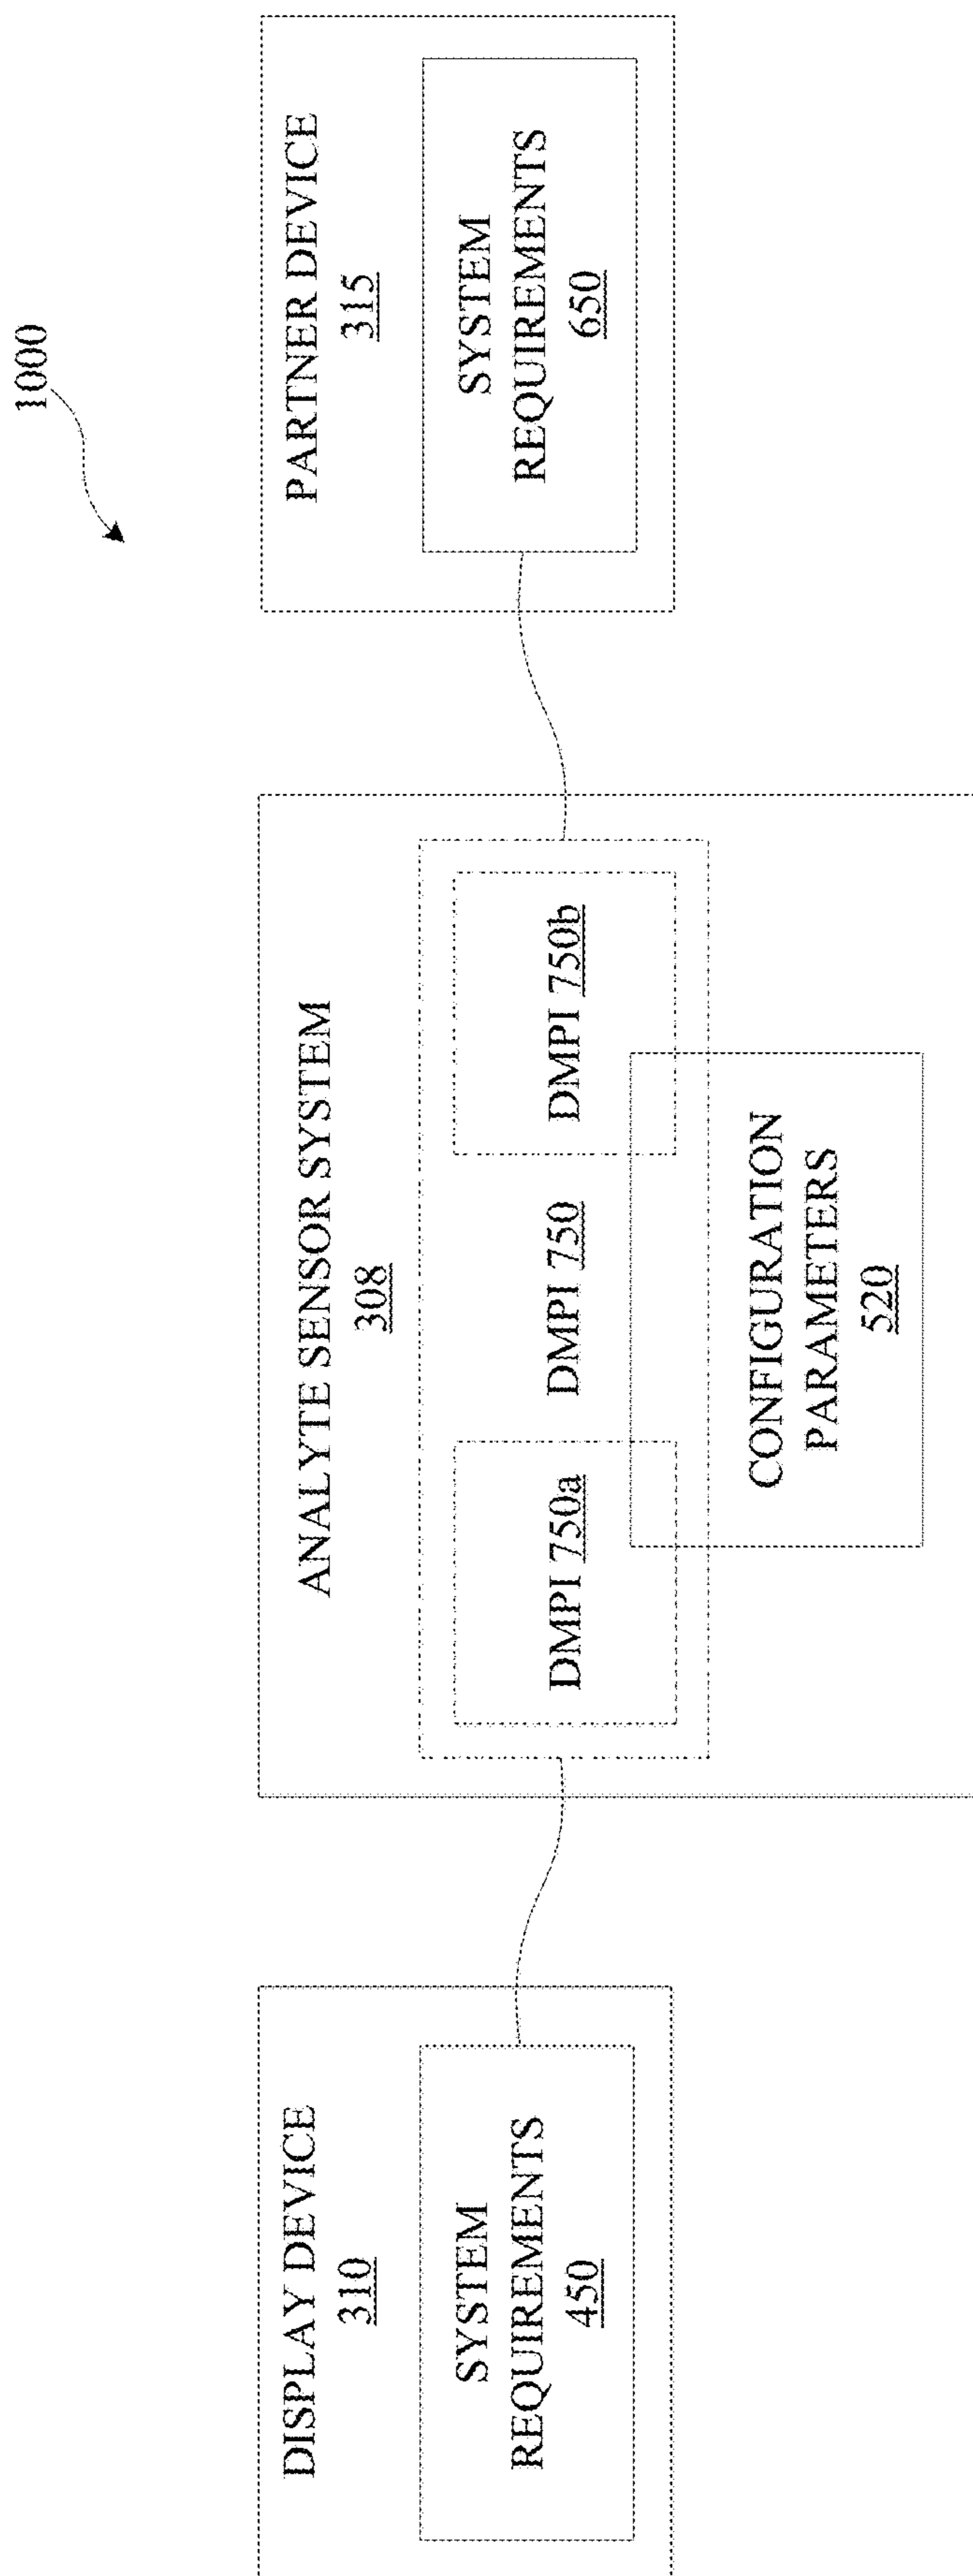 1000
DISPLAY DEVICE
310
SYSTEM
REQUIREMENTS
450
ANALYTE SENSOR SYSTEM
308
DMPI 750a
DMPI 750
DMPI 750b
CONFIGURATION
PARAMETERS
520
PARTNER DEVICE
315
SYSTEM
REQUIREMENTS
650